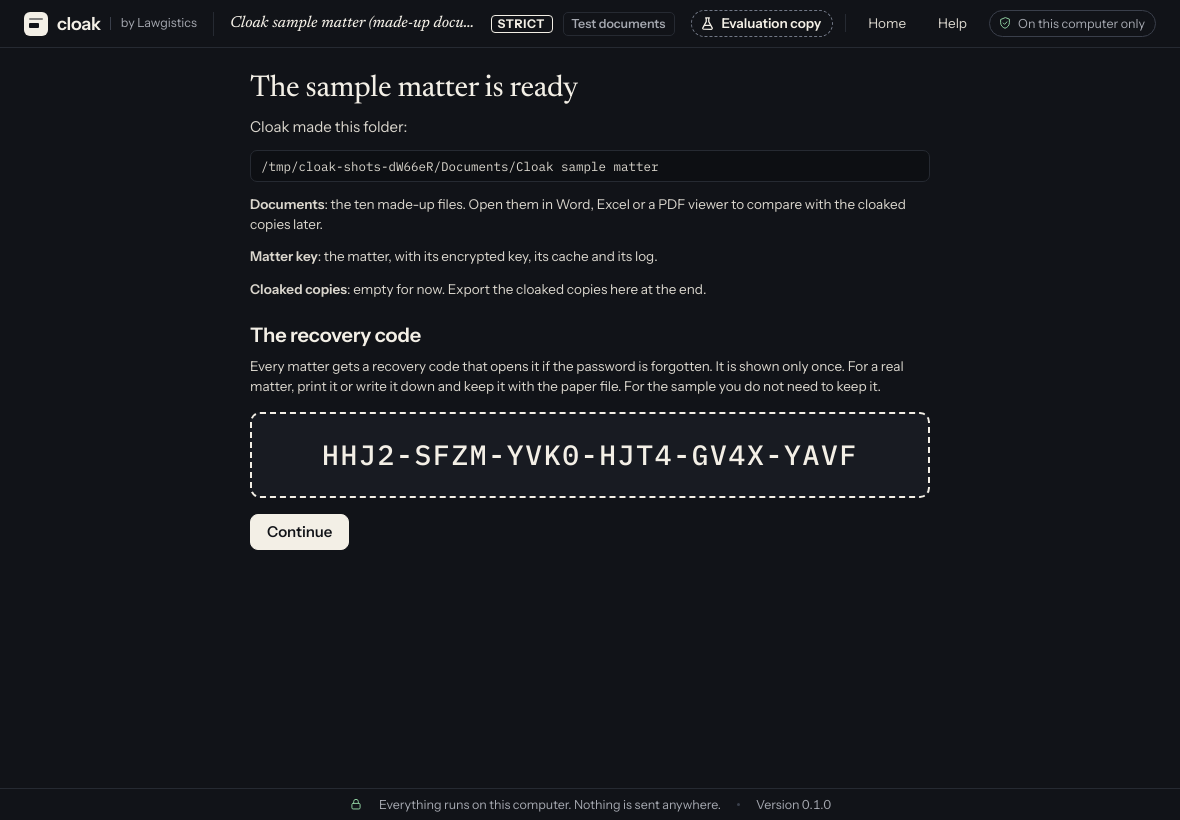 cloak by Lawgistics Cloak sample matter (made-up docu... STRICT Test documents Evaluation copy Home Help On this computer only
The sample matter is ready
Cloak made this folder:
/tmp/cloak-shots-dW66eR/Documents/Cloak sample matter
Documents: the ten made-up files. Open them in Word, Excel or a PDF viewer to compare with the cloaked
copies later.
Matter key: the matter, with its encrypted key, its cache and its log.
Cloaked copies: empty for now. Export the cloaked copies here at the end.
The recovery code
Every matter gets a recovery code that opens it if the password is forgotten. It is shown only once. For a real
matter, print it or write it down and keep it with the paper file. For the sample you do not need to keep it.
HHJ2-SFZM-YVK0-HJT4-GV4X-YAVF
Continue
Everything runs on this computer. Nothing is sent anywhere. • Version 0.1.0